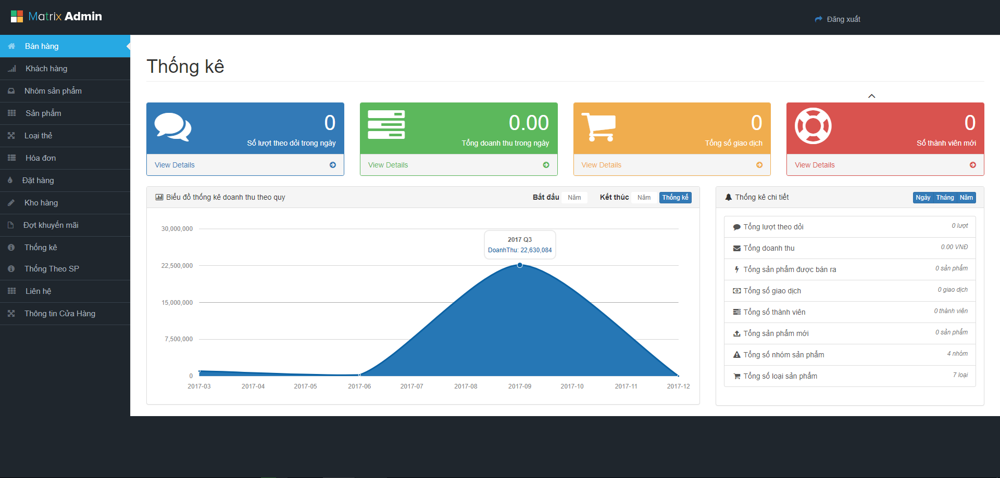 Matrix Admin
Đăng xuất
Bán hàng
Khách hàng
Nhóm sản phẩm
Sản phẩm
Loại thẻ
Hóa đơn
Đặt hàng
Kho hàng
Đợt khuyến mãi
Thống kê
Thống Theo SP
Liên hệ
Thông tin Cửa Hàng
Thống kê
0
Số lượt theo dỏi trong ngày
View Details
0.00
Tổng doanh thu trong ngày
View Details
0
Tổng số giao dịch
View Details
0
Số thành viên mới
View Details
Biểu đồ thống kê doanh thu theo quy
Bắt đầu Năm Kết thúc Năm Thống kê
30,000,000
22,500,000
15,000,000
7,500,000
0
2017 Q3
DoanhThu: 22,630,084
2017-03 2017-04 2017-05 2017-06 2017-07 2017-08 2017-09 2017-10 2017-11 2017-12
Thống kê chi tiết Ngày Tháng Năm
Tổng lượt theo dỏi 0 lượt
Tổng doanh thu 0.00 VNĐ
Tổng sản phẩm được bán ra 0 sản phẩm
Tổng số giao dịch 0 giao dịch
Tổng số thành viên 0 thành viên
Tổng sản phẩm mới 0 sản phẩm
Tổng số nhóm sản phẩm 4 nhóm
Tổng số loại sản phẩm 7 loại